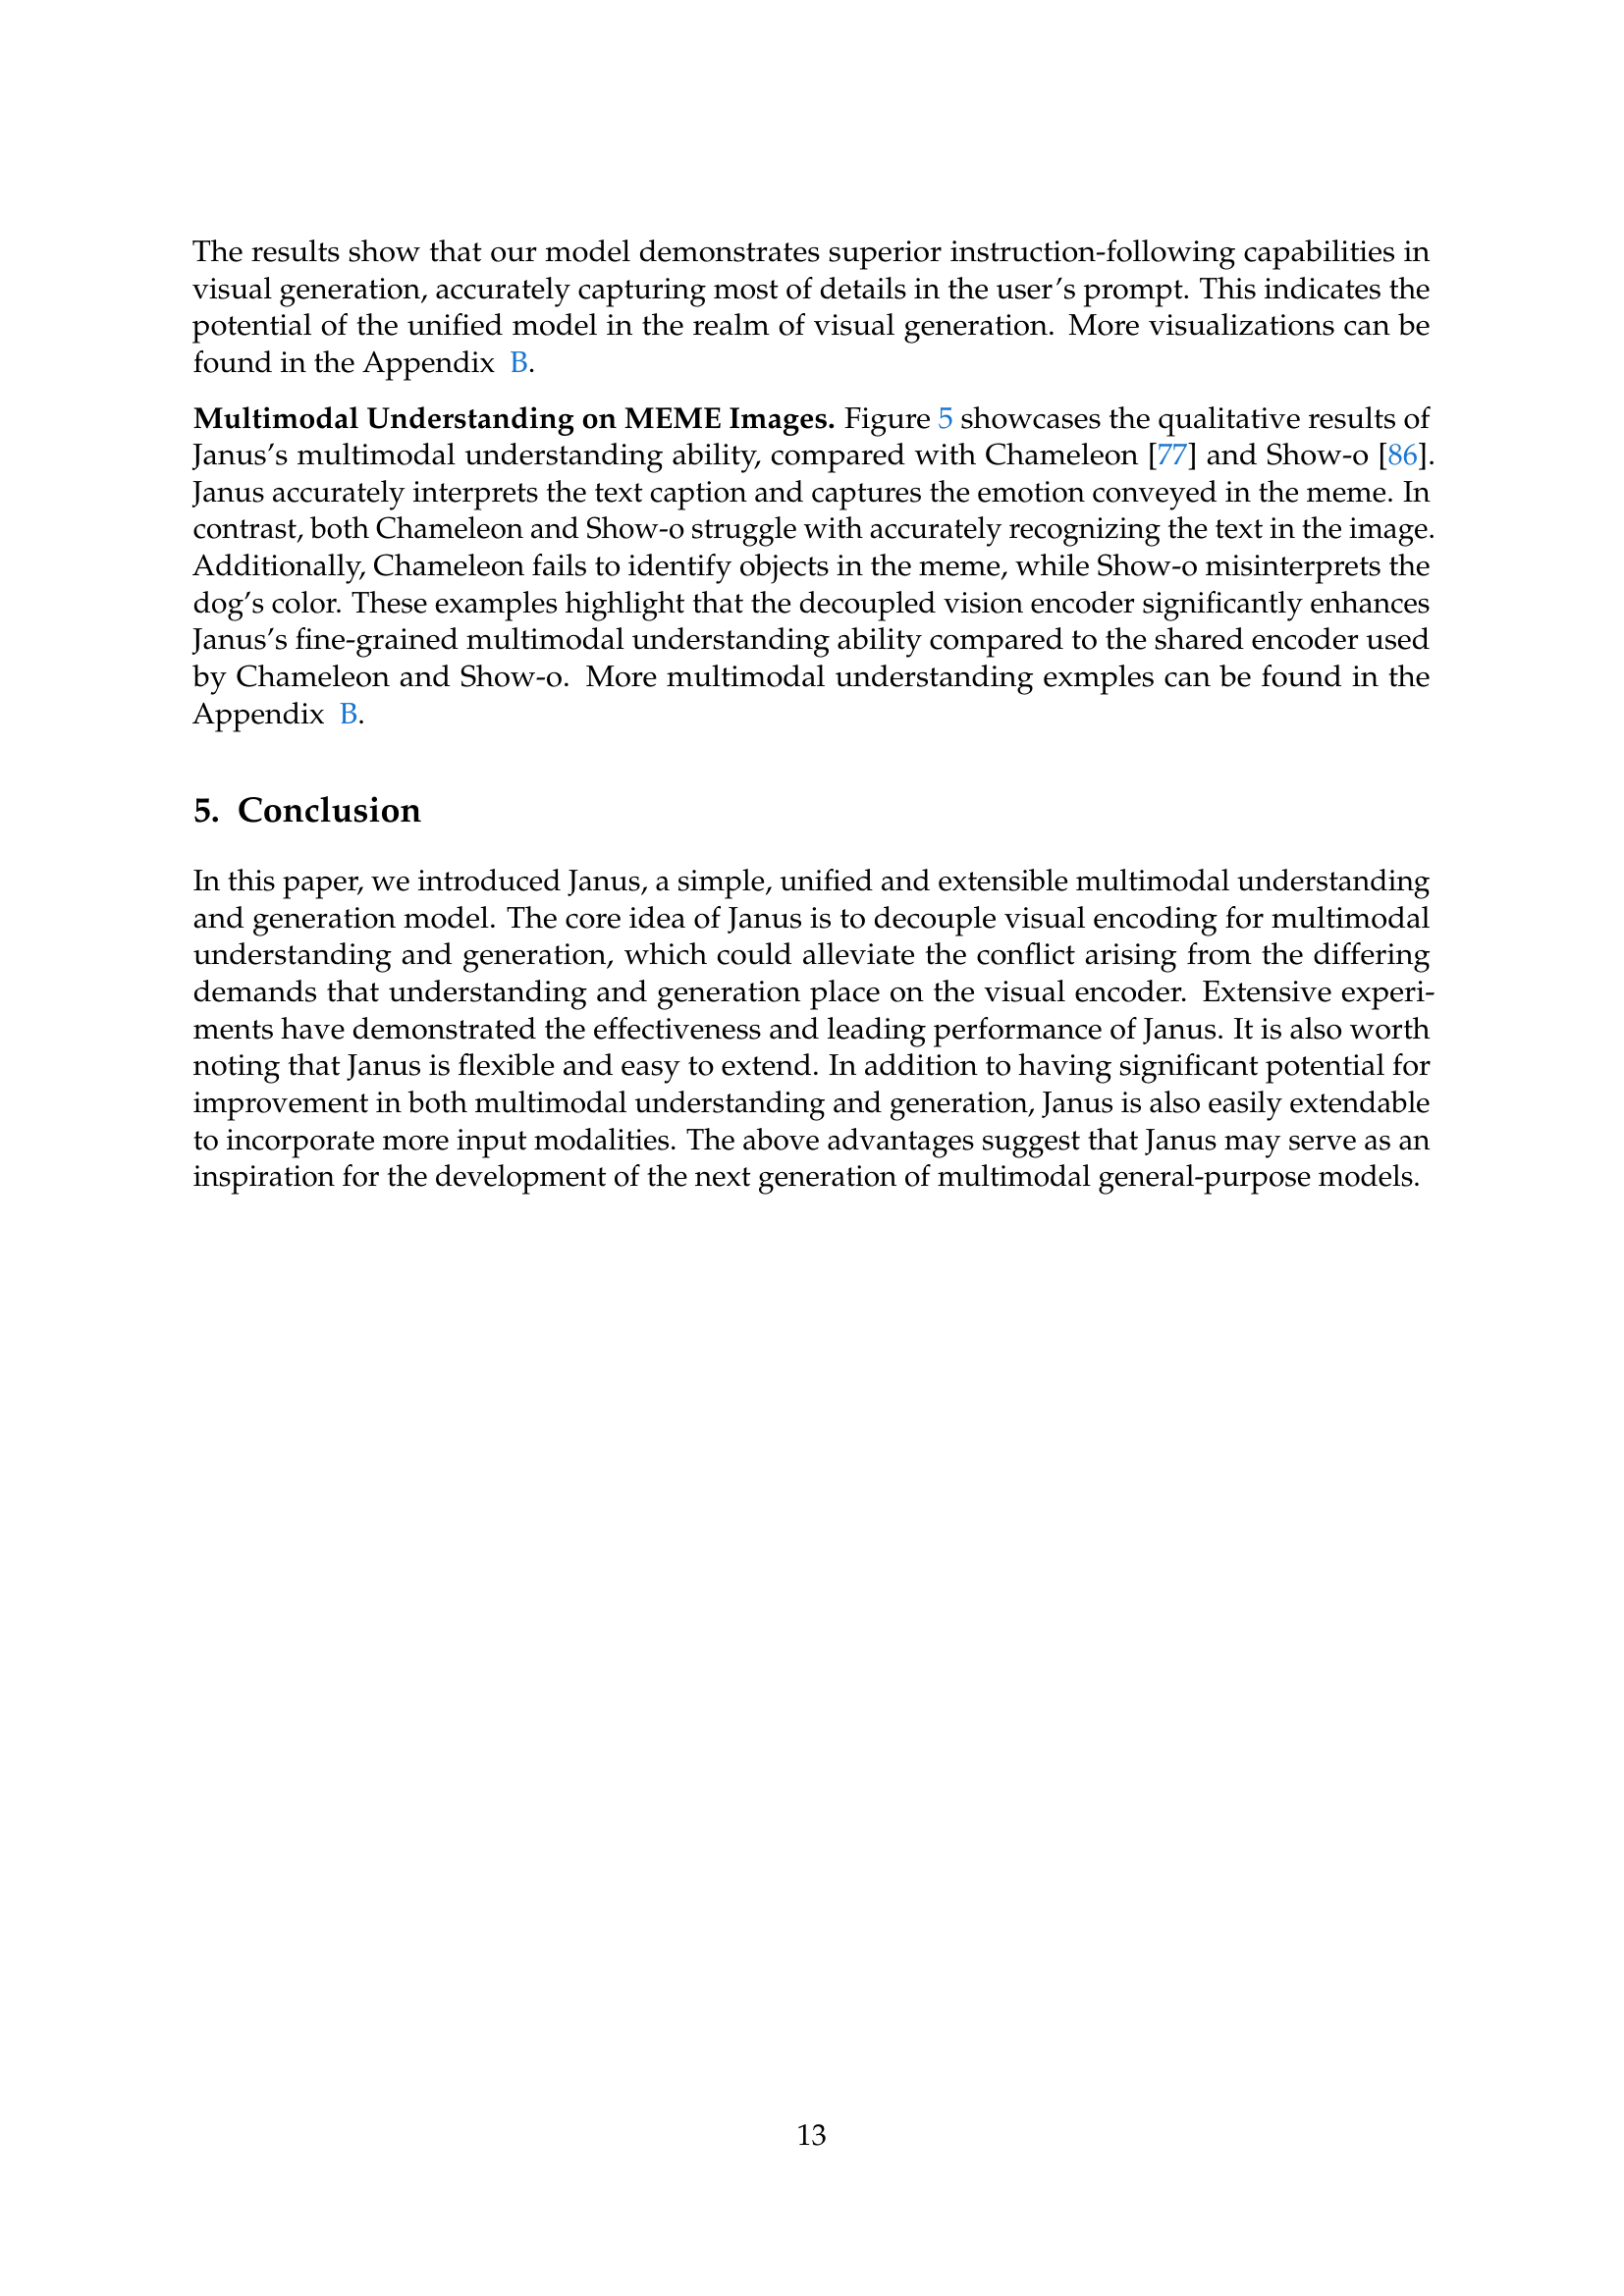 The results show that our model demonstrates superior instruction-following capabilities in
visual generation, accurately capturing most of details in the user's prompt. This indicates the
potential of the unified model in the realm of visual generation. More visualizations can be
found in the Appendix B.
Multimodal Understanding on MEME Images. Figure 5 showcases the qualitative results of
Janus's multimodal understanding ability, compared with Chameleon [77] and Show-o [86].
Janus accurately interprets the text caption and captures the emotion conveyed in the meme. In
contrast, both Chameleon and Show-o struggle with accurately recognizing the text in the image.
Additionally, Chameleon fails to identify objects in the meme, while Show-o misinterprets the
dog's color. These examples highlight that the decoupled vision encoder significantly enhances
Janus's fine-grained multimodal understanding ability compared to the shared encoder used
by Chameleon and Show-o. More multimodal understanding exmples can be found in the
Appendix B.
5. Conclusion
In this paper, we introduced Janus, a simple, unified and extensible multimodal understanding
and generation model. The core idea of Janus is to decouple visual encoding for multimodal
understanding and generation, which could alleviate the conflict arising from the differing
demands that understanding and generation place on the visual encoder. Extensive experi-
ments have demonstrated the effectiveness and leading performance of Janus. It is also worth
noting that Janus is flexible and easy to extend. In addition to having significant potential for
improvement in both multimodal understanding and generation, Janus is also easily extendable
to incorporate more input modalities. The above advantages suggest that Janus may serve as an
inspiration for the development of the next generation of multimodal general-purpose models.
13